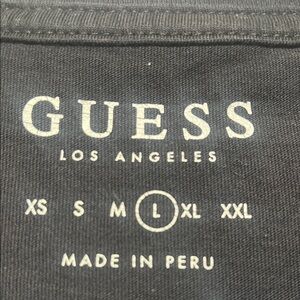 GUESS
LOS ANGELES
XS S M L XL XXL
MADE IN PERU